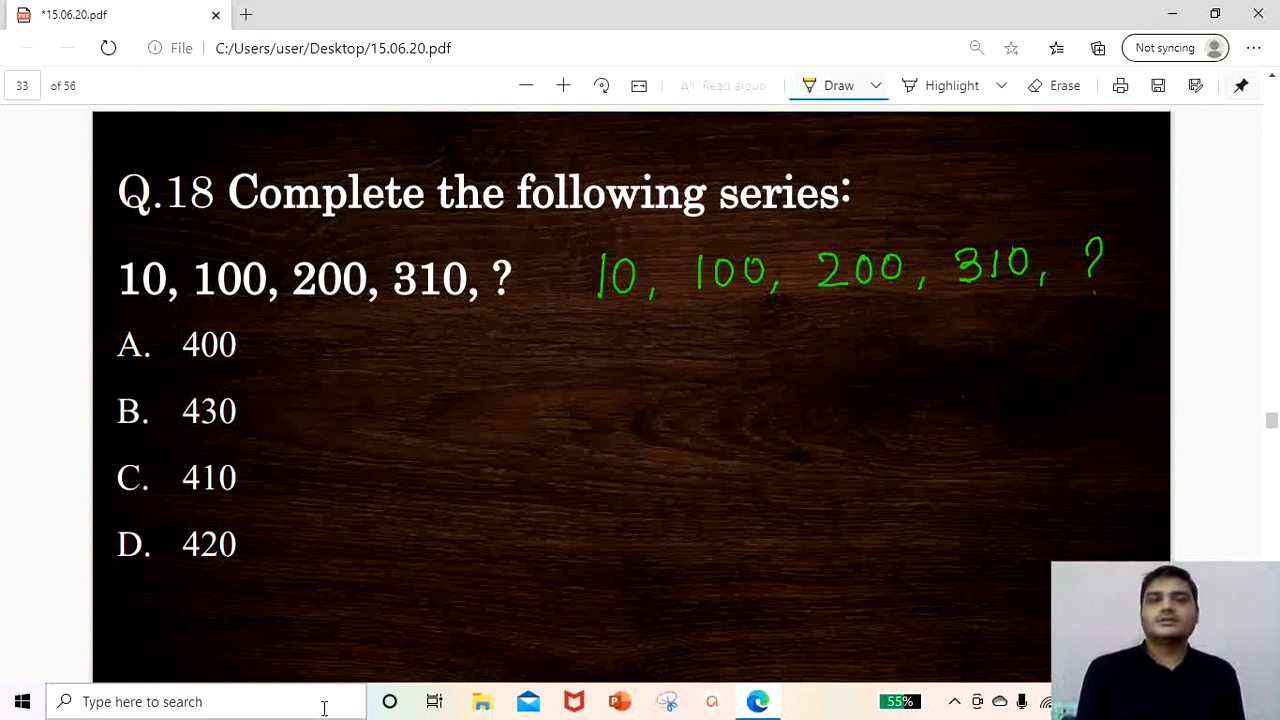 *15.06.20.pdf
File C:/Users/user/Desktop/15.06.20.pdf Not syncing
33 of 56 Read aloud Draw Highlight Erase
Q.18 Complete the following series:
10, 100, 200, 310, ? 10, 100, 200, 310, ?
A. 400
B. 430
C. 410
D. 420
Type here to search 55%